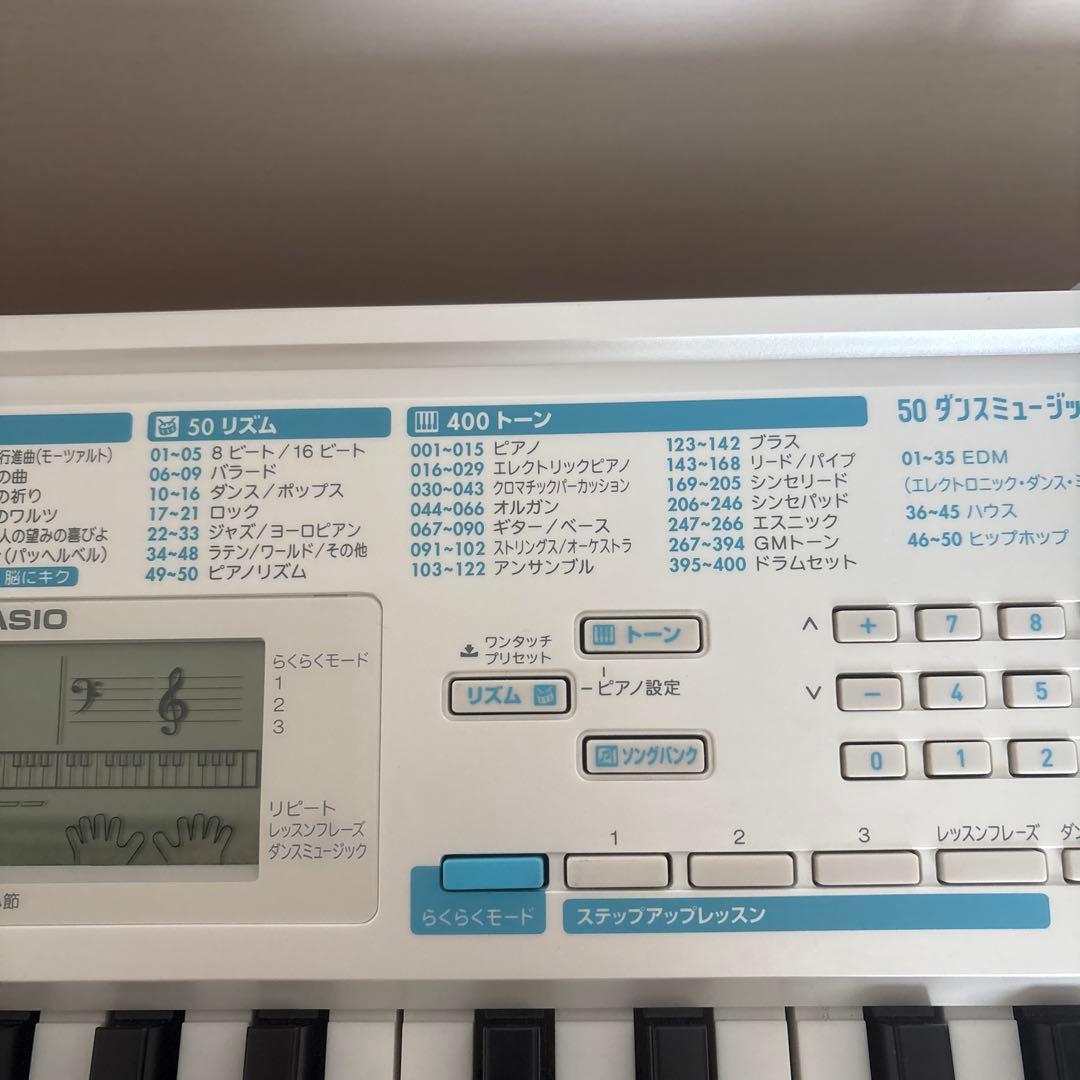 50 リズム
01~05 8 ビート/16 ビート
06~09 バラード
10~16 ダンス/ポップス
17~21 ロック
22~33 ジャズ/ヨーロピアン
34~48 ラテン/ワールド/その他
49~50 ピアノリズム
400 トーン
001~015 ピアノ
016~029 エレクトリックピアノ
030~043 クロマチックパーカッション
044~066 オルガン
067~090 ギター/ベース
091~102 ストリングス/オーケストラ
103~122 アンサンブル
123~142 ブラス
143~168 リード/パイプ
169~205 シンセリード
206~246 シンセパッド
247~266 エスニック
267~394 GMトーン
395~400 ドラムセット
50 ダンスミュージッ
01~35 EDM
(エレクトロニック・ダンス・ミ
36~45 ハウス
46~50 ヒップホップ
行進曲(モーツァルト)
の曲
の祈り
のワルツ
人の望みの喜びよ
(パッヘルベル)
脳にキク
ASIO
らくらくモード
1
2
3
リピート
レッスンフレーズ
ダンスミュージック
節
ワンタッチ
プリセット
トーン
リズム
ピアノ設定
ソングバンク
+ 7 8
− 4 5
0 1 2
1 2 3 レッスンフレーズ ダン
らくらくモード
ステップアップレッスン